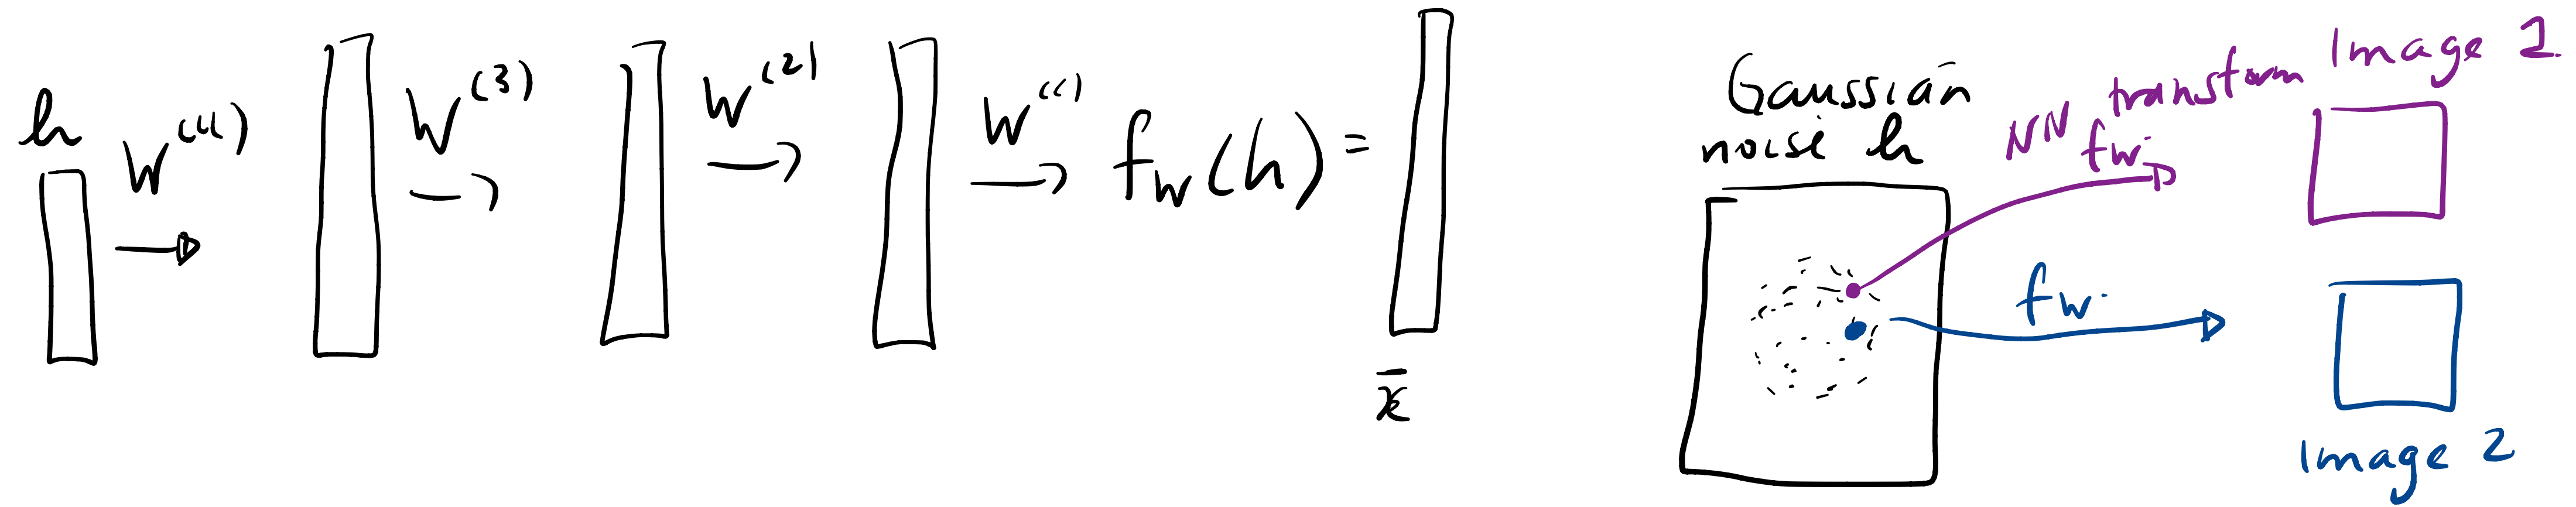 h
W⁽⁴⁾
W⁽³⁾
W⁽²⁾
W⁽¹⁾
f_W(h) =
x̄
Gaussian
noise h
NN transform
f_W.
Image 1.
f_W.
Image 2